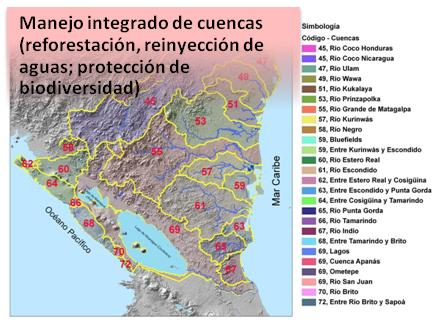 Manejo integrado de cuencas
(reforestación, reinyección de
aguas; protección de
biodiversidad)
Simbología
Código - Cuencas
45, Río Coco Honduras
45, Río Coco Nicaragua
47, Río Ulam
49, Río Wawa
51, Río Kukalaya
53, Río Prinzapolka
55, Río Grande de Matagalpa
57, Río Kurinwás
58, Río Negro
59, Bluefields
59, Entre Kurinwás y Escondido
60, Río Estero Real
61, Río Escondido
62, Entre Estero Real y Cosigüina
63, Entre Escondido y Punta Gorda
64, Entre Cosigüina y Tamarindo
65, Río Punta Gorda
66, Río Tamarindo
67, Río Indio
68, Entre Tamarindo y Brito
69, Lagos
69, Cuenca Apanás
69, Ometepe
69, Río San Juan
70, Río Brito
72, Entre Río Brito y Sapoá
47
49
45
51
53
58
55
62
60
64
57
59
66
61
68
69
63
65
70
67
72
Océano Pacífico
Mar Caribe